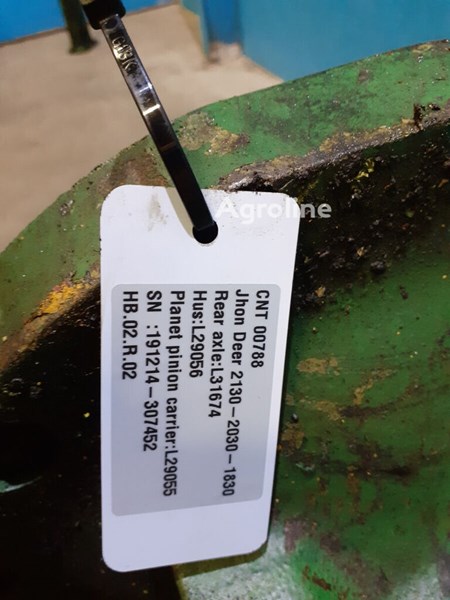 Agroline
CNT 00788
Jhon Deer 2130-2030-1830
Rear axle:L31674
Hus:L29056
Planet pinion carrier:L29055
SN :191214-307452
HB.02.R.02